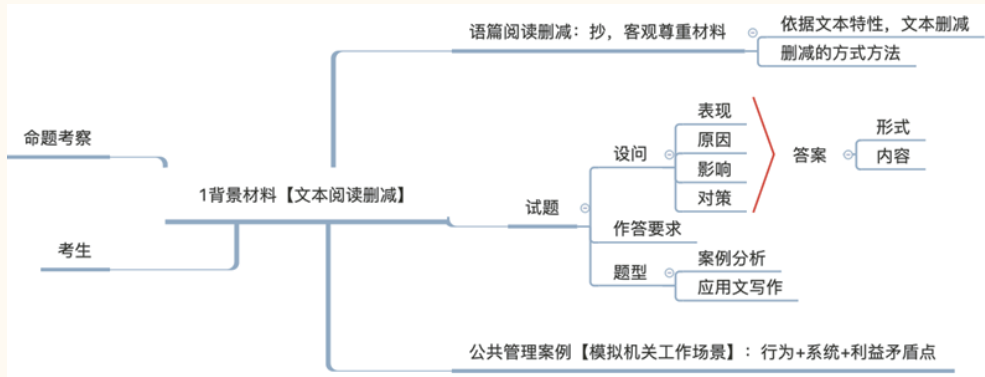 命题考察
考生
1背景材料【文本阅读删减】
语篇阅读删减：抄，客观尊重材料
依据文本特性，文本删减
删减的方式方法
试题
设问
表现
原因
影响
对策
答案
形式
内容
作答要求
题型
案例分析
应用文写作
公共管理案例【模拟机关工作场景】：行为+系统+利益矛盾点